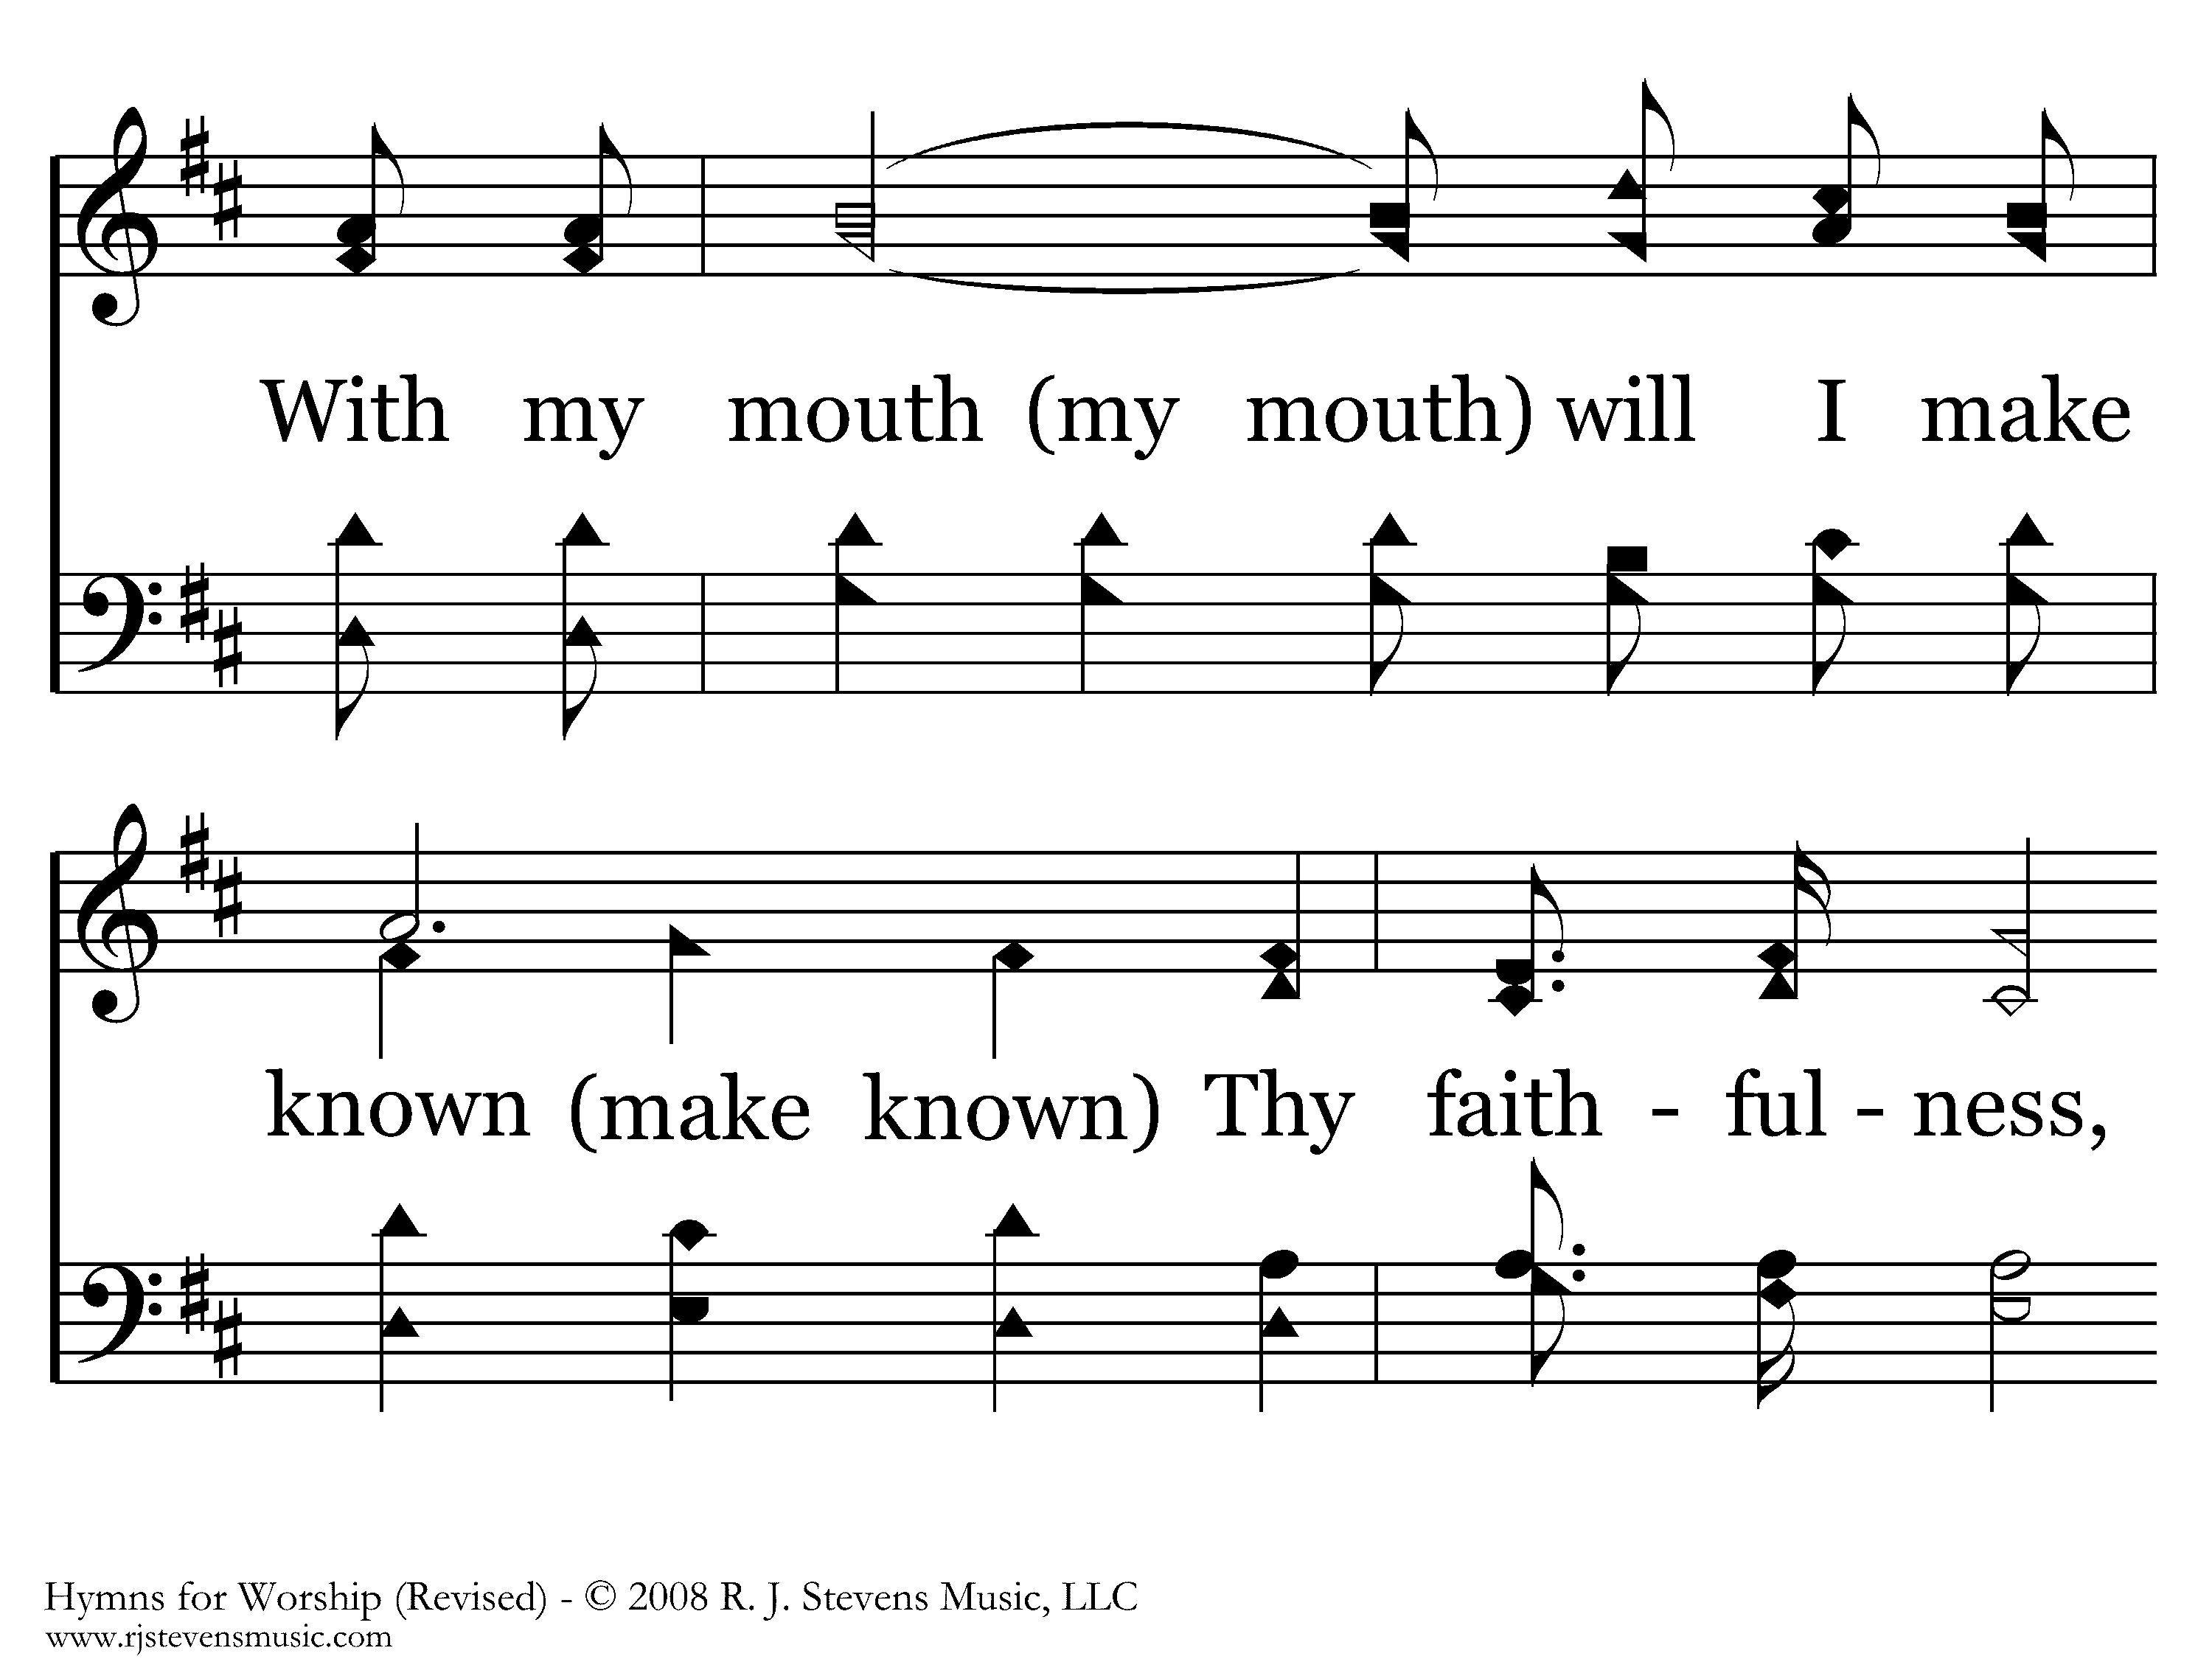 With my mouth (my mouth) will I make
known (make known) Thy faith - ful - ness,
Hymns for Worship (Revised) - © 2008 R. J. Stevens Music, LLC
www.rjstevensmusic.com